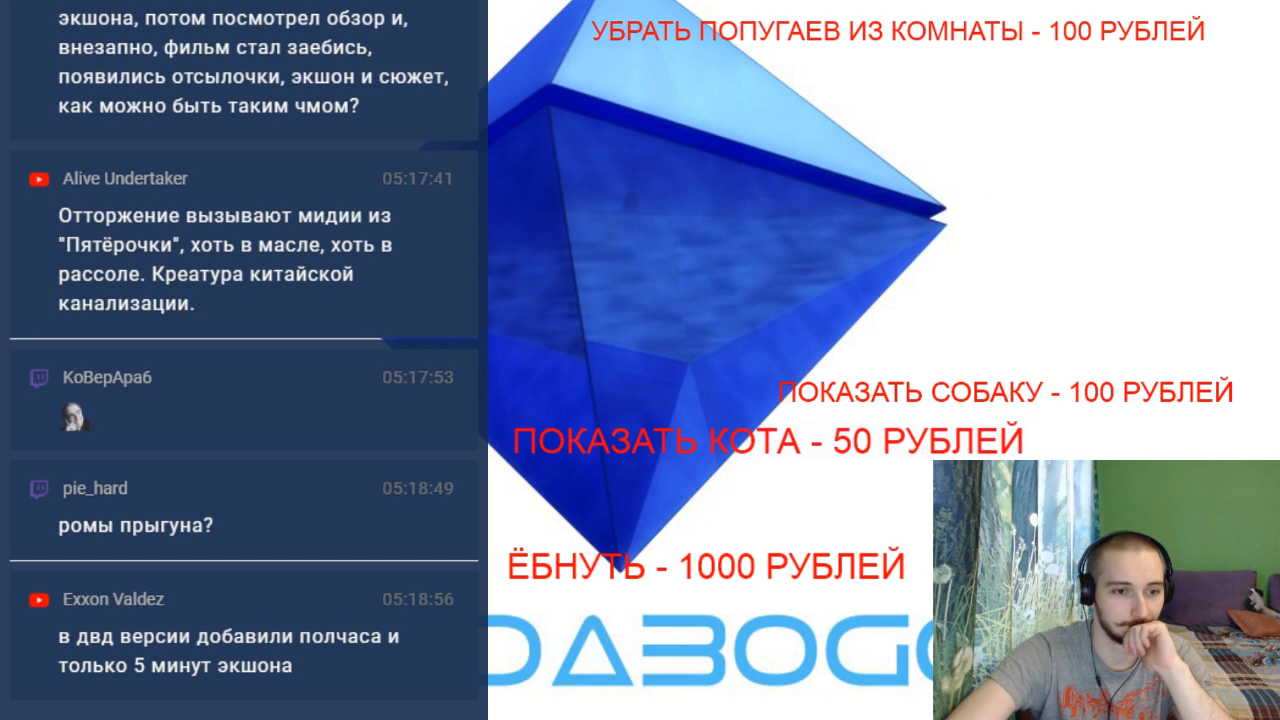 экшона, потом посмотрел обзор и,
внезапно, фильм стал заебись,
появились отсылочки, экшон и сюжет,
как можно быть таким чмом?
Alive Undertaker 05:17:41
Отторжение вызывают мидии из
"Пятёрочки", хоть в масле, хоть в
рассоле. Креатура китайской
канализации.
KoBepApa6 05:17:53
pie_hard 05:18:49
ромы прыгуна?
Exxon Valdez 05:18:56
в двд версии добавили полчаса и
только 5 минут экшона
УБРАТЬ ПОПУГАЕВ ИЗ КОМНАТЫ - 100 РУБЛЕЙ
ПОКАЗАТЬ СОБАКУ - 100 РУБЛЕЙ
ПОКАЗАТЬ КОТА - 50 РУБЛЕЙ
ЁБНУТЬ - 1000 РУБЛЕЙ